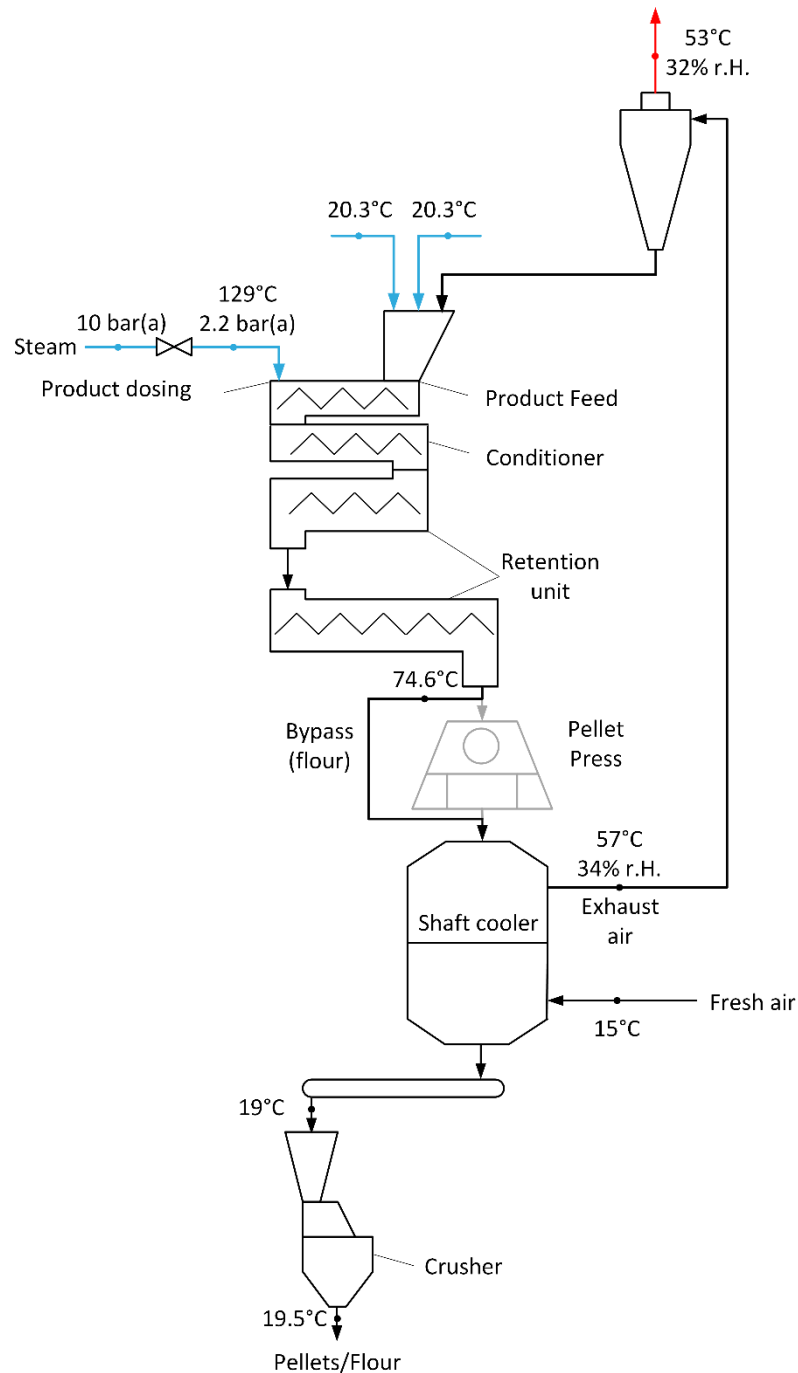 53°C
32% r.H.
20.3°C
20.3°C
129°C
10 bar(a)
2.2 bar(a)
Steam
Product dosing
Product Feed
Conditioner
Retention
unit
74.6°C
Bypass
(flour)
Pellet
Press
57°C
34% r.H.
Exhaust
air
Shaft cooler
Fresh air
15°C
19°C
Crusher
19.5°C
Pellets/Flour